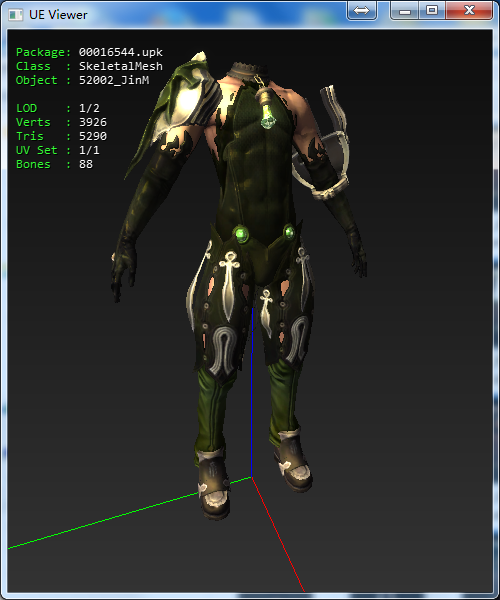 UE Viewer
Package: 00016544.upk
Class  : SkeletalMesh
Object : 52002_JinM
LOD    : 1/2
Verts  : 3926
Tris   : 5290
UV Set : 1/1
Bones  : 88